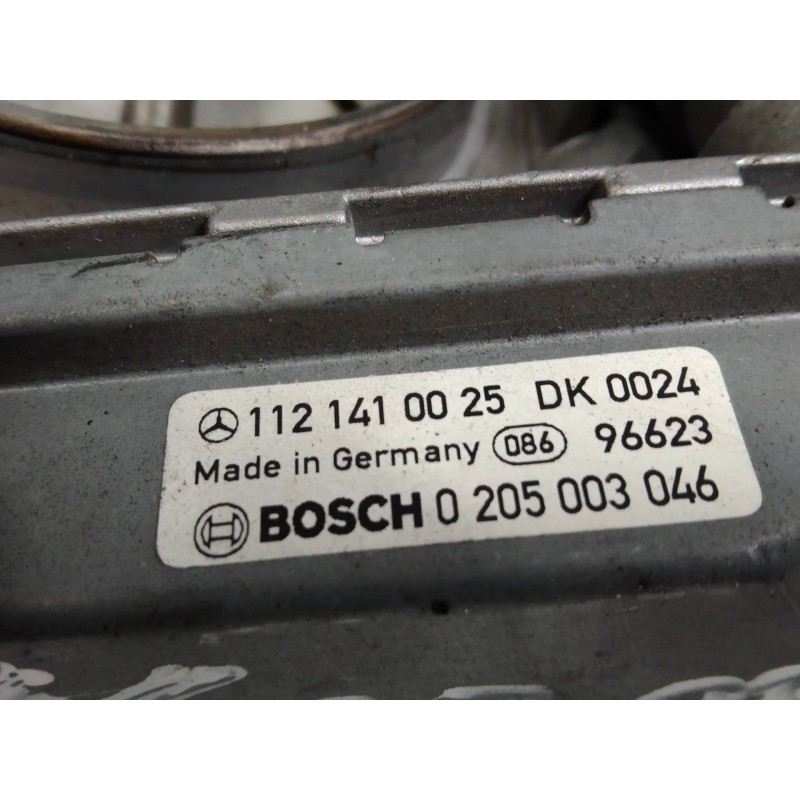 112 141 00 25 DK 0024
Made in Germany 086 96623
BOSCH 0 205 003 046